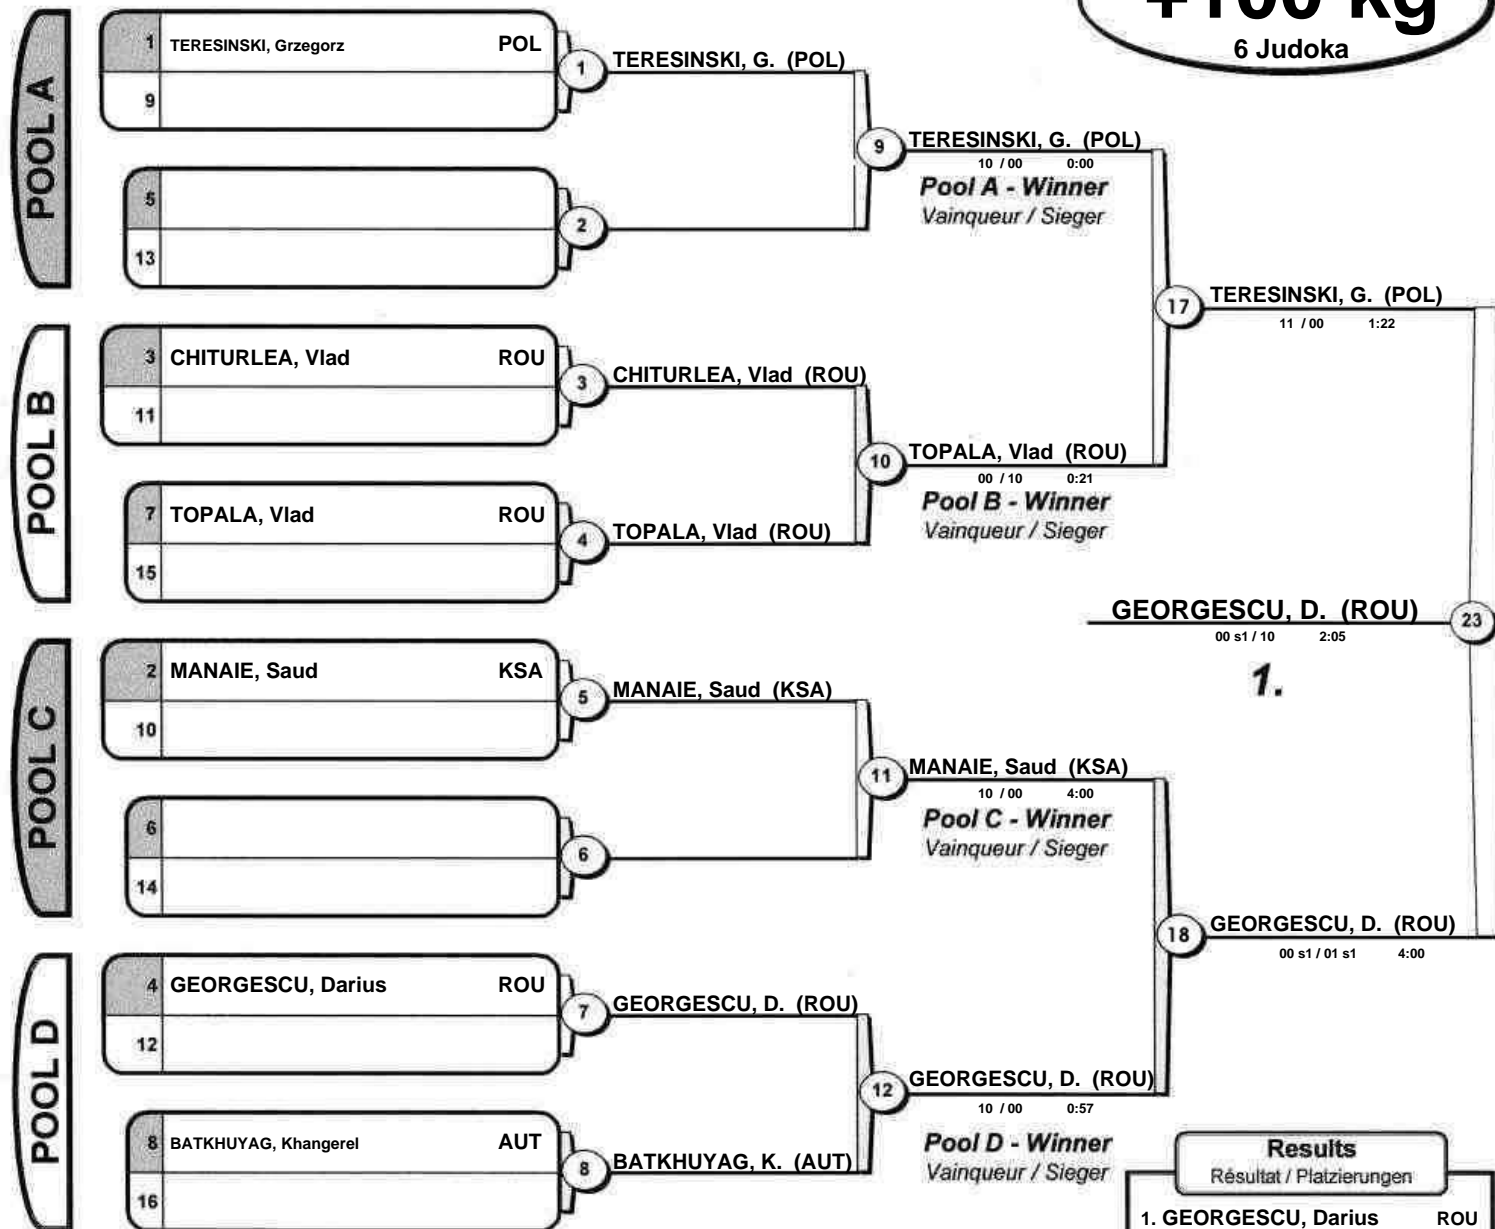 +100 kg
6 Judoka
POOL A
1 TERESINSKI, Grzegorz POL
9
1 TERESINSKI, G. (POL)
5
13
2
9 TERESINSKI, G. (POL)
10 / 00 0:00
Pool A - Winner
Vainqueur / Sieger
POOL B
3 CHITURLEA, Vlad ROU
11
3 CHITURLEA, Vlad (ROU)
7 TOPALA, Vlad ROU
15
4 TOPALA, Vlad (ROU)
10 TOPALA, Vlad (ROU)
00 / 10 0:21
Pool B - Winner
Vainqueur / Sieger
17 TERESINSKI, G. (POL)
11 / 00 1:22
GEORGESCU, D. (ROU) 23
00 s1 / 10 2:05
1.
POOL C
2 MANAIE, Saud KSA
10
5 MANAIE, Saud (KSA)
6
14
6
11 MANAIE, Saud (KSA)
10 / 00 4:00
Pool C - Winner
Vainqueur / Sieger
18 GEORGESCU, D. (ROU)
00 s1 / 01 s1 4:00
POOL D
4 GEORGESCU, Darius ROU
12
7 GEORGESCU, D. (ROU)
8 BATKHUYAG, Khangerel AUT
16
8 BATKHUYAG, K. (AUT)
12 GEORGESCU, D. (ROU)
10 / 00 0:57
Pool D - Winner
Vainqueur / Sieger
Results
Résultat / Platzierungen
1. GEORGESCU, Darius ROU